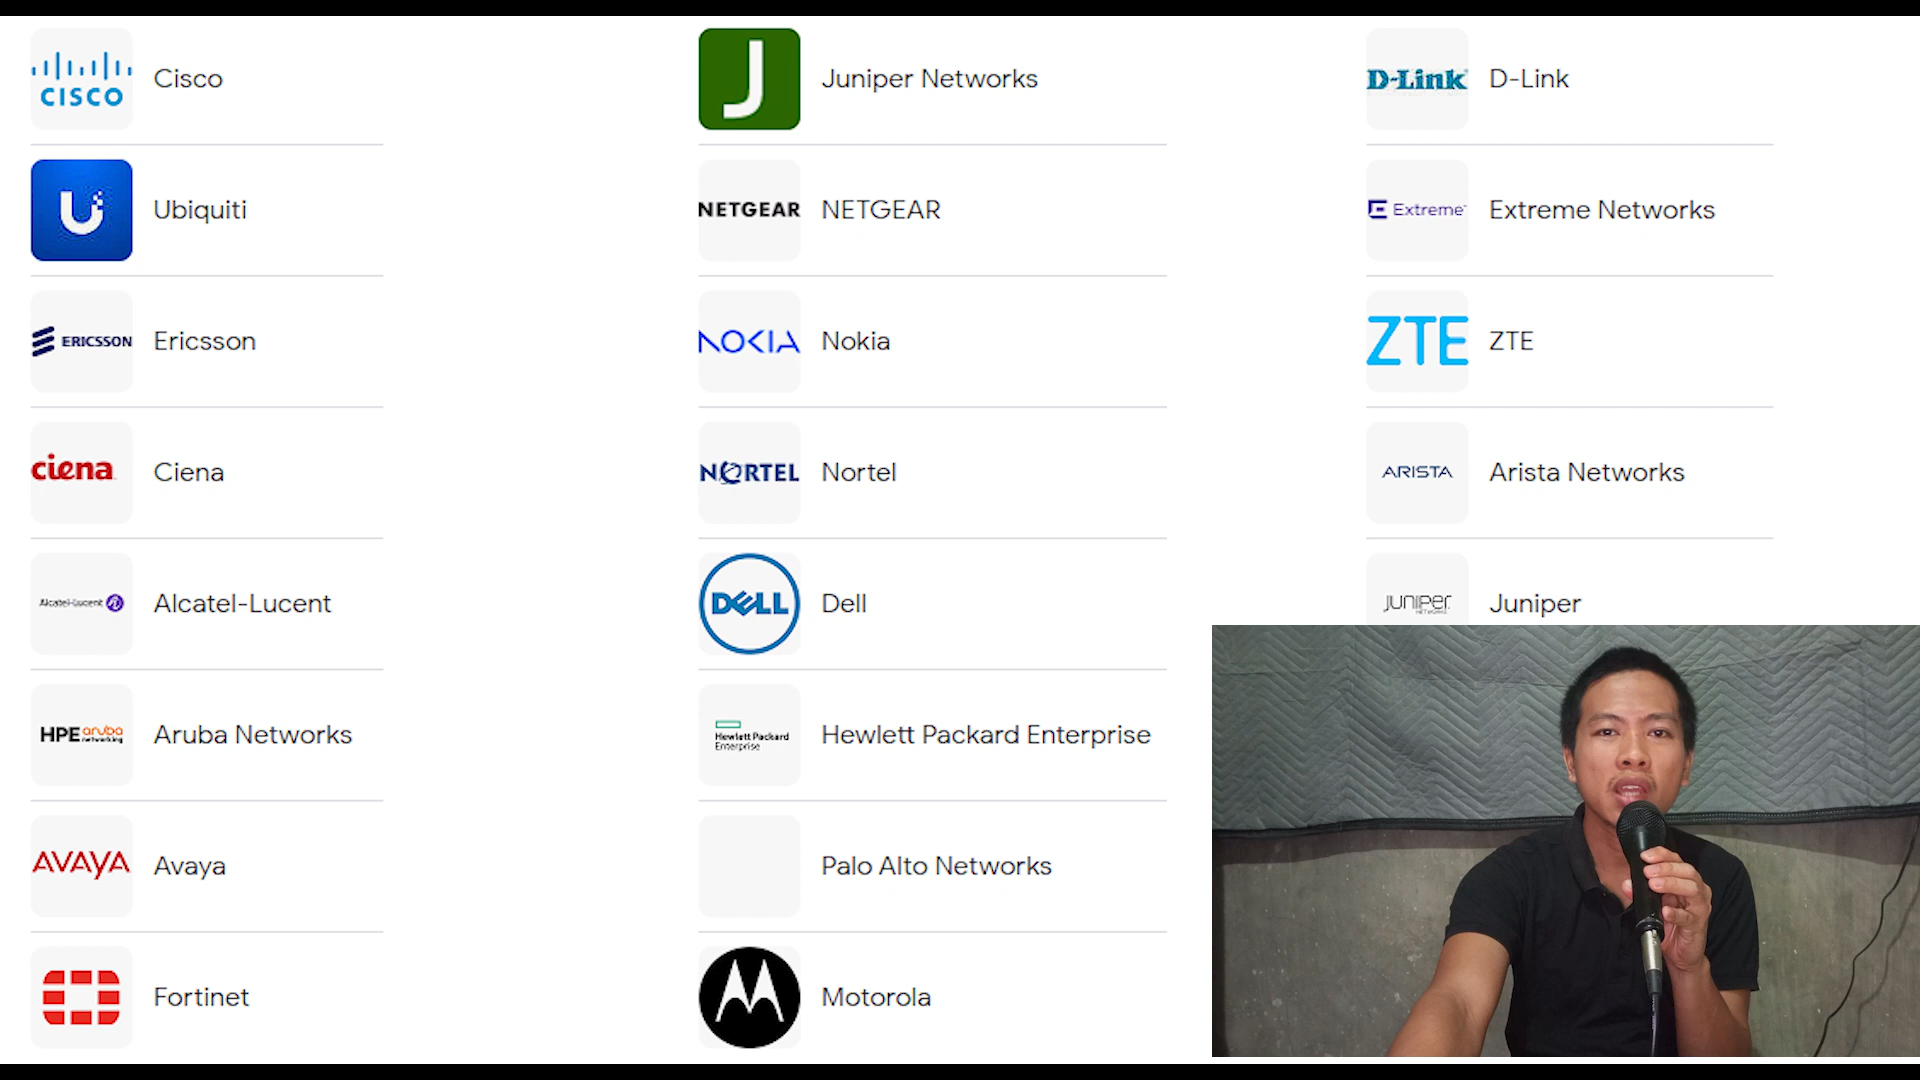 CISCO Cisco
Juniper Networks
D-Link D-Link
Ubiquiti
NETGEAR NETGEAR
Extreme Extreme Networks
ERICSSON Ericsson
NOKIA Nokia
ZTE ZTE
ciena Ciena
NORTEL Nortel
ARISTA Arista Networks
Alcatel-Lucent Alcatel-Lucent
DELL Dell
JUNIPER NETWORKS Juniper
HPE aruba networking Aruba Networks
Hewlett Packard Enterprise Hewlett Packard Enterprise
AVAYA Avaya
Palo Alto Networks
Fortinet
Motorola